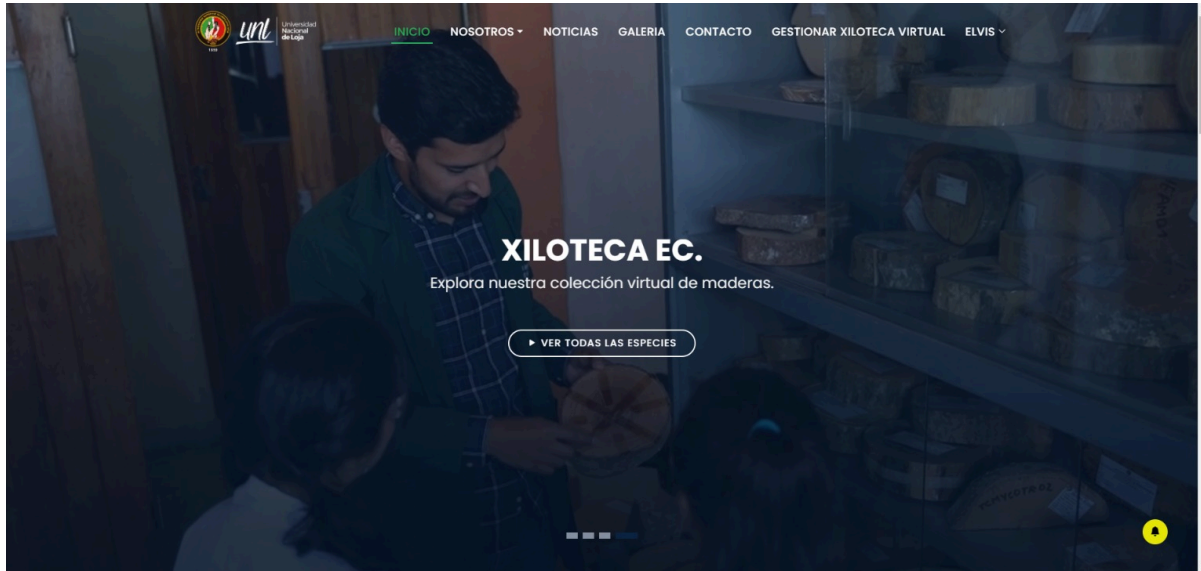 unl
Universidad
Nacional
de Loja
INICIO
NOSOTROS
NOTICIAS
GALERIA
CONTACTO
GESTIONAR XILOTECA VIRTUAL
ELVIS
XILOTECA EC.
Explora nuestra colección virtual de maderas.
VER TODAS LAS ESPECIES